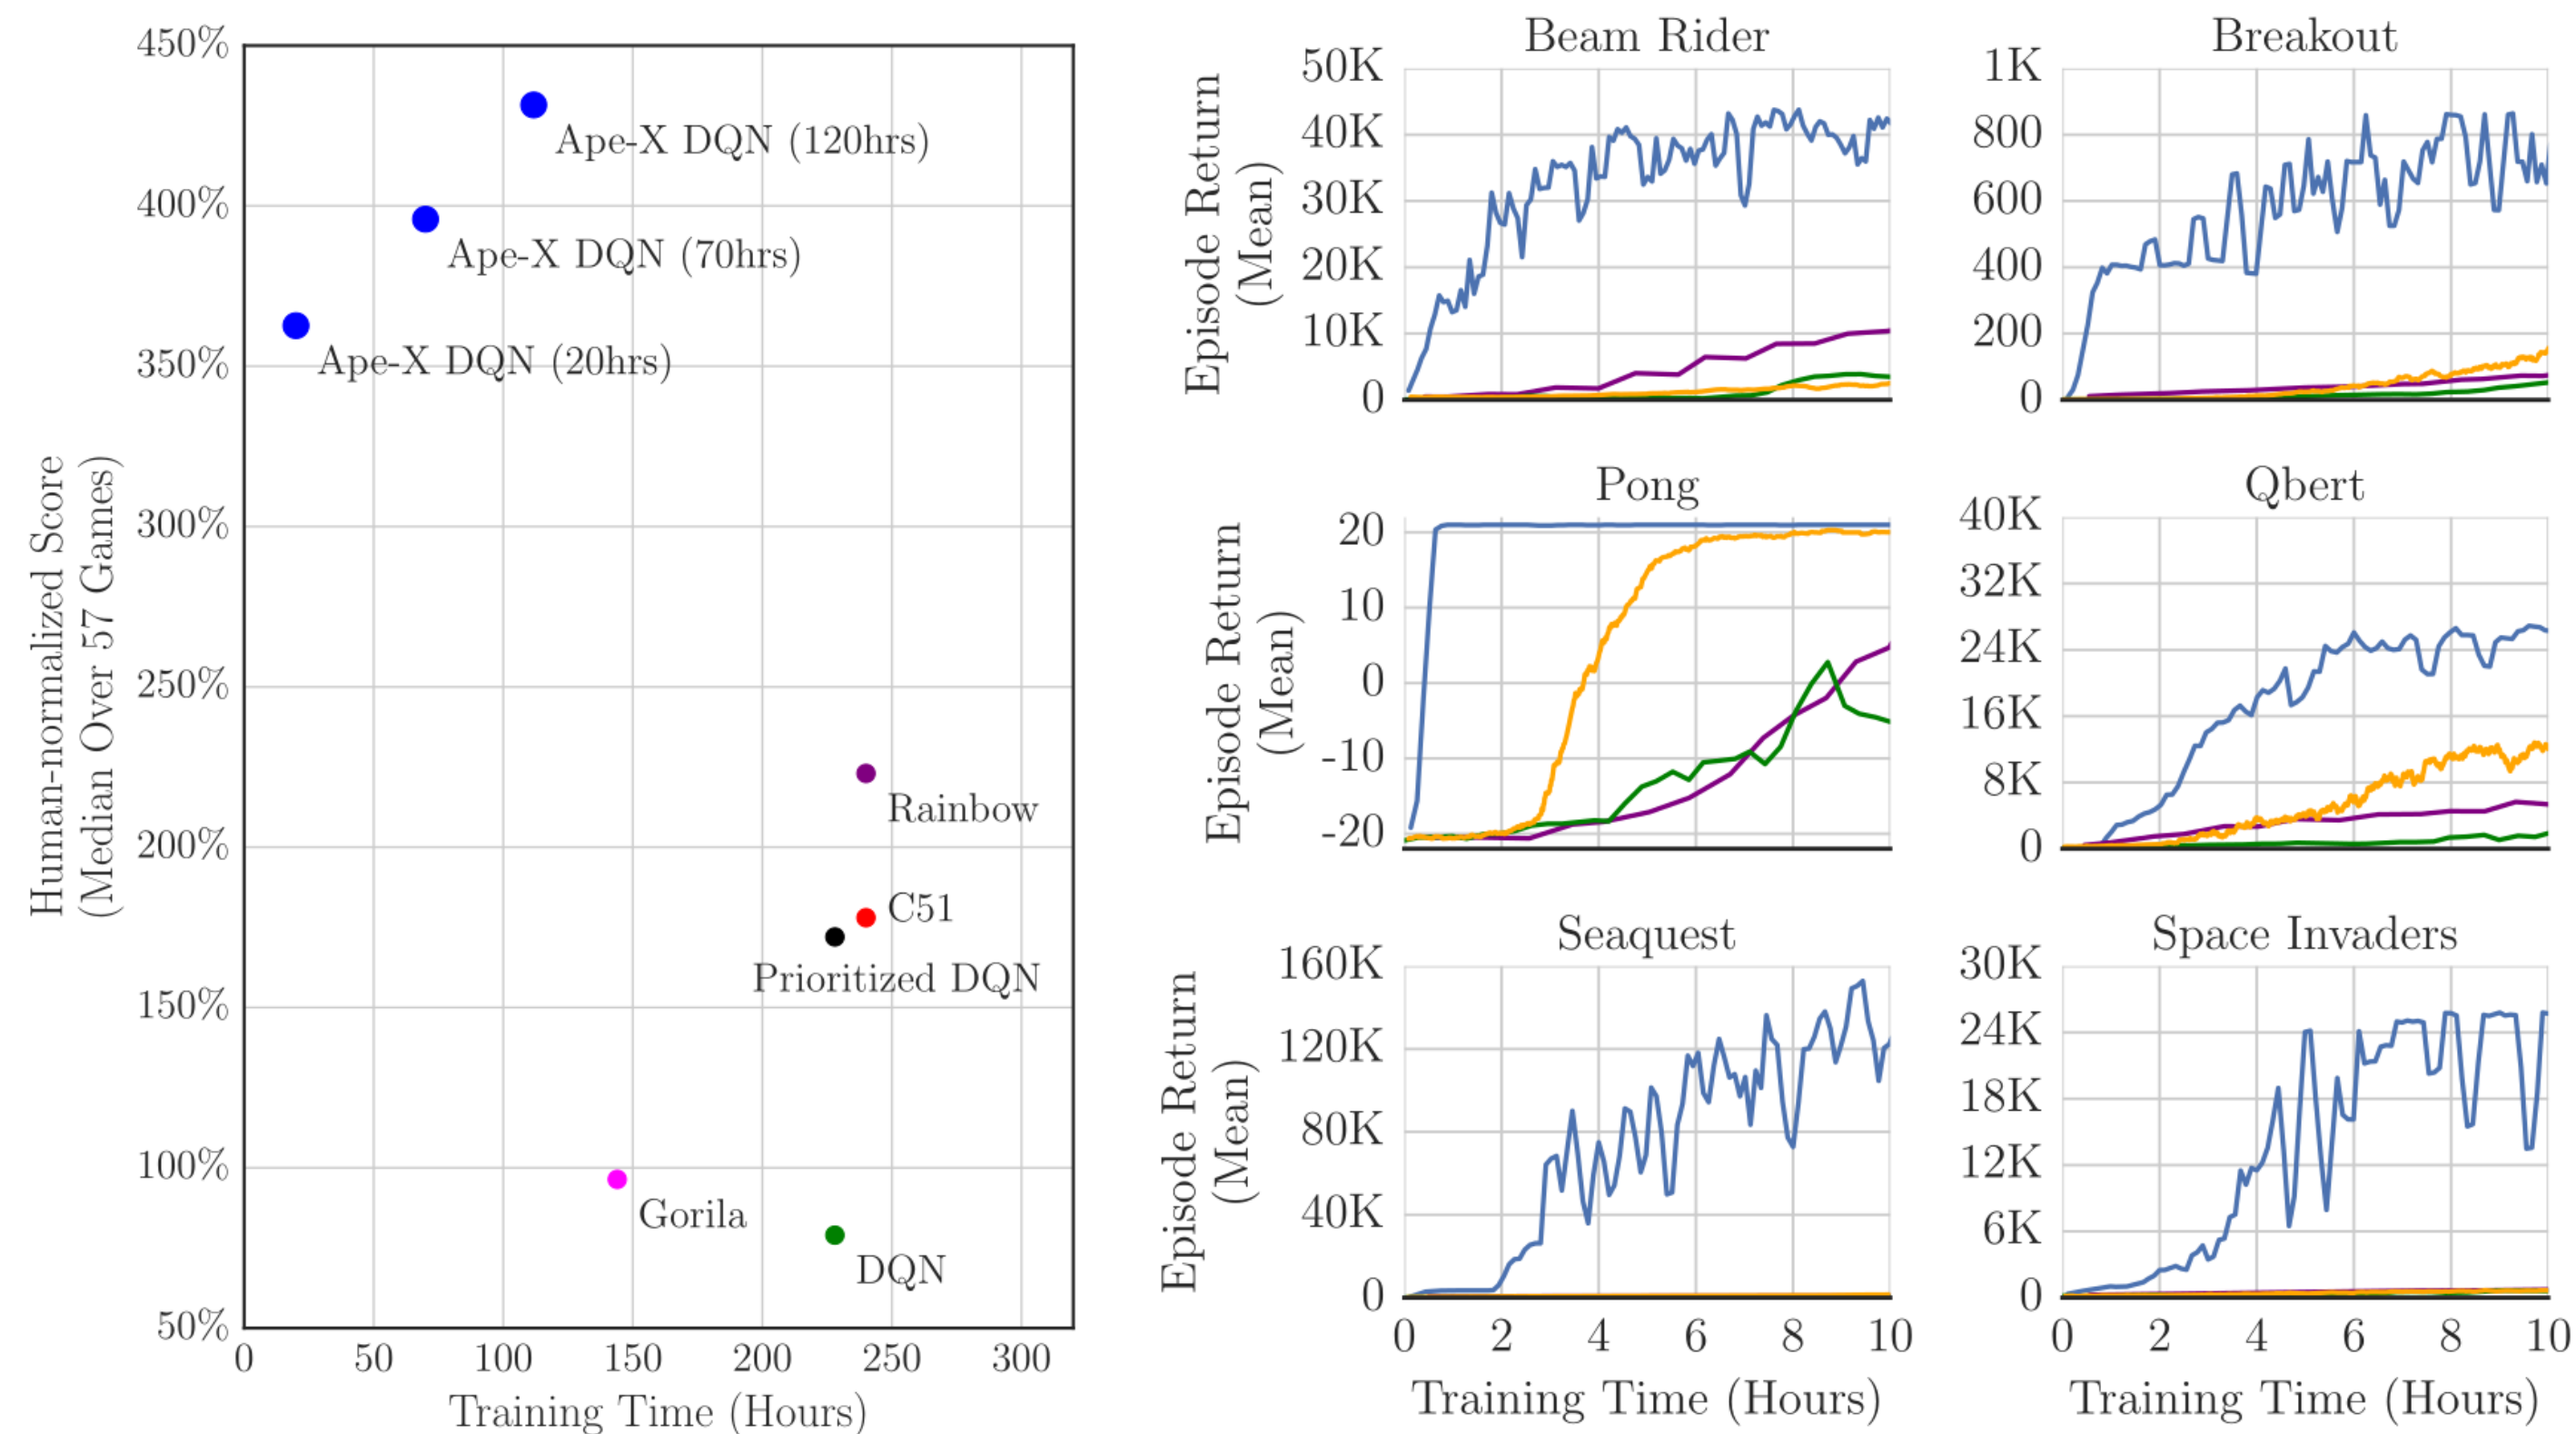 Human-normalized Score
(Median Over 57 Games)
450%
400%
350%
300%
250%
200%
150%
100%
50%
Ape-X DQN (120hrs)
Ape-X DQN (70hrs)
Ape-X DQN (20hrs)
Rainbow
C51
Prioritized DQN
Gorila
DQN
0 50 100 150 200 250 300
Training Time (Hours)
Beam Rider
Episode Return
(Mean)
50K
40K
30K
20K
10K
0
Breakout
1K
800
600
400
200
0
Pong
Episode Return
(Mean)
20
10
0
-10
-20
Qbert
40K
32K
24K
16K
8K
0
Seaquest
Episode Return
(Mean)
160K
120K
80K
40K
0
0 2 4 6 8 10
Training Time (Hours)
Space Invaders
30K
24K
18K
12K
6K
0
0 2 4 6 8 10
Training Time (Hours)